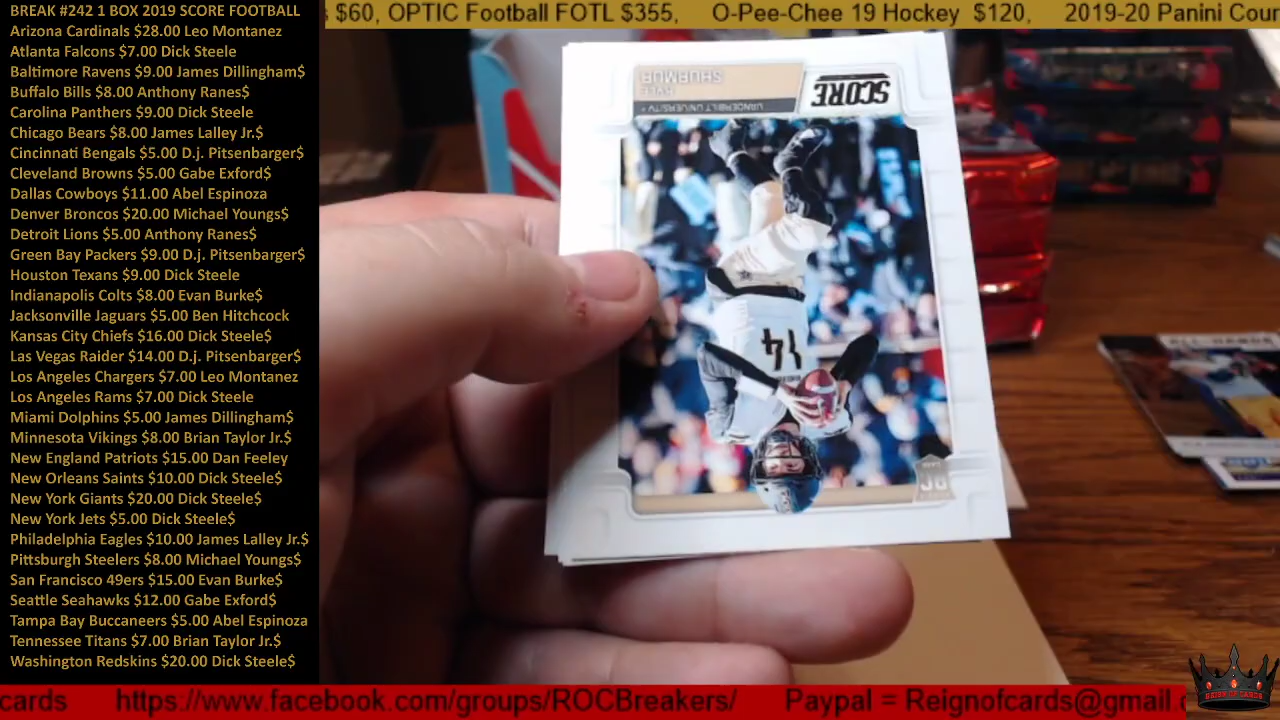 BREAK #242 1 BOX 2019 SCORE FOOTBALL
Arizona Cardinals $28.00 Leo Montanez
Atlanta Falcons $7.00 Dick Steele
Baltimore Ravens $9.00 James Dillingham$
Buffalo Bills $8.00 Anthony Ranes$
Carolina Panthers $9.00 Dick Steele
Chicago Bears $8.00 James Lalley Jr.$
Cincinnati Bengals $5.00 D.j. Pitsenbarger$
Cleveland Browns $5.00 Gabe Exford$
Dallas Cowboys $11.00 Abel Espinoza
Denver Broncos $20.00 Michael Youngs$
Detroit Lions $5.00 Anthony Ranes$
Green Bay Packers $9.00 D.j. Pitsenbarger$
Houston Texans $9.00 Dick Steele
Indianapolis Colts $8.00 Evan Burke$
Jacksonville Jaguars $5.00 Ben Hitchcock
Kansas City Chiefs $16.00 Dick Steele$
Las Vegas Raider $14.00 D.j. Pitsenbarger$
Los Angeles Chargers $7.00 Leo Montanez
Los Angeles Rams $7.00 Dick Steele
Miami Dolphins $5.00 James Dillingham$
Minnesota Vikings $8.00 Brian Taylor Jr.$
New England Patriots $15.00 Dan Feeley
New Orleans Saints $10.00 Dick Steele$
New York Giants $20.00 Dick Steele$
New York Jets $5.00 Dick Steele$
Philadelphia Eagles $10.00 James Lalley Jr.$
Pittsburgh Steelers $8.00 Michael Youngs$
San Francisco 49ers $15.00 Evan Burke$
Seattle Seahawks $12.00 Gabe Exford$
Tampa Bay Buccaneers $5.00 Abel Espinoza
Tennessee Titans $7.00 Brian Taylor Jr.$
Washington Redskins $20.00 Dick Steele$
$60, OPTIC Football FOTL $355, O-Pee-Chee 19 Hockey $120, 2019-20 Panini Cour
SCORE
VANDERBILT UNIVERSITY
KYLE
SHURMUR
14
RC
cards https://www.facebook.com/groups/ROCBreakers/ Paypal = Reignofcards@gmail.
REIGN OF CARDS